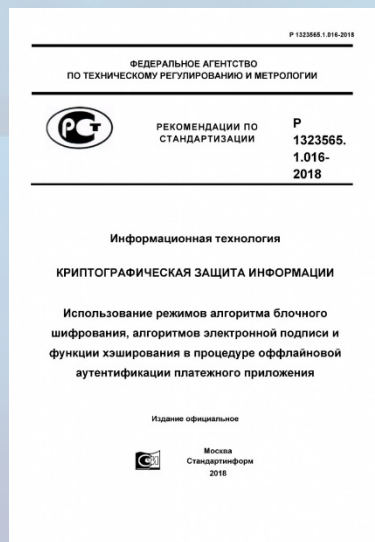 Р 1323565.1.016-2018
ФЕДЕРАЛЬНОЕ АГЕНТСТВО
ПО ТЕХНИЧЕСКОМУ РЕГУЛИРОВАНИЮ И МЕТРОЛОГИИ
РСТ
РЕКОМЕНДАЦИИ ПО
СТАНДАРТИЗАЦИИ
Р
1323565.
1.016-
2018
Информационная технология
КРИПТОГРАФИЧЕСКАЯ ЗАЩИТА ИНФОРМАЦИИ
Использование режимов алгоритма блочного
шифрования, алгоритмов электронной подписи и
функции хэширования в процедуре оффлайновой
аутентификации платежного приложения
Издание официальное
Москва
Стандартинформ
2018